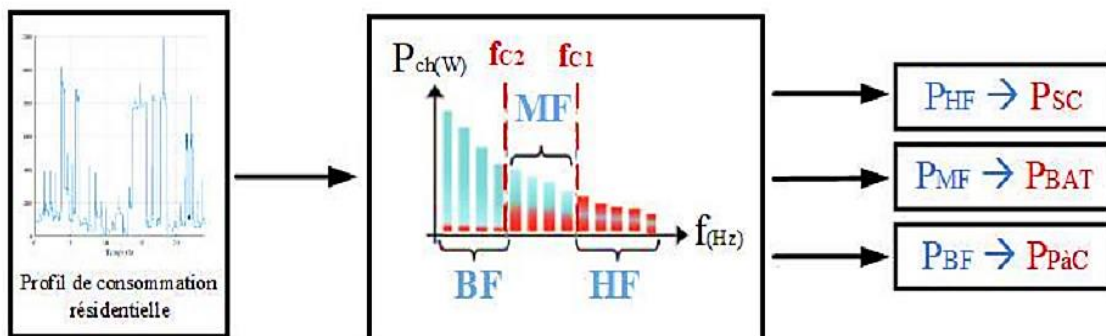 Profil de consommation
résidentielle
Pch(W)
fC2
fC1
MF
f(Hz)
BF
HF
PHF → PSC
PMF → PBAT
PBF → PPàC